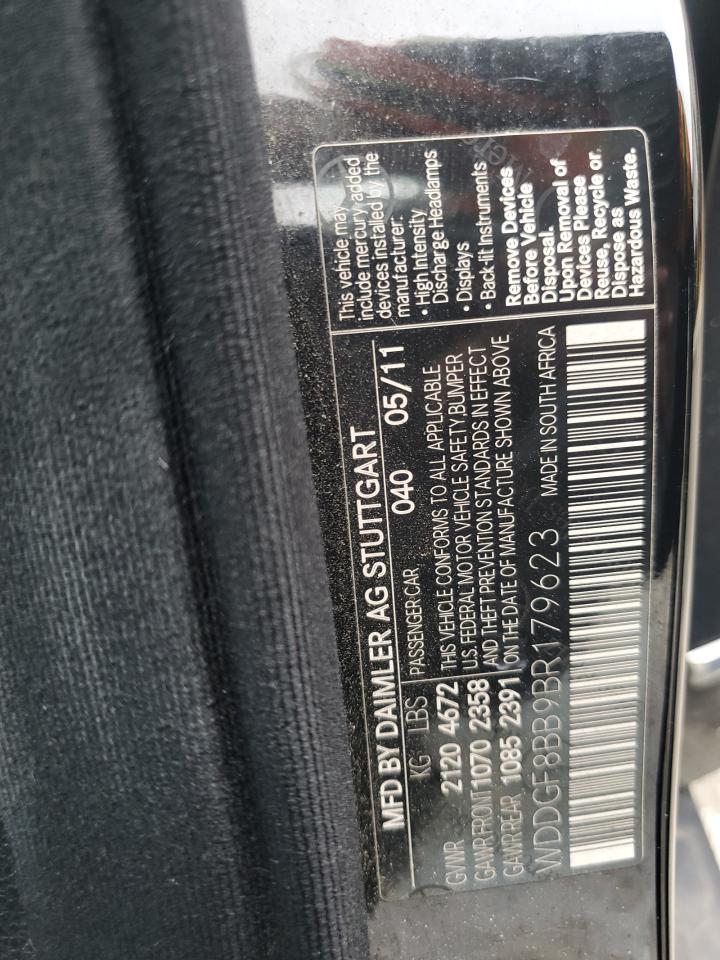 MFD BY DAIMLER AG STUTTGART
KG LBS PASSENGER CAR 040 05/11
GVWR 2120 4672 THIS VEHICLE CONFORMS TO ALL APPLICABLE
GAWR FRONT 1070 2358 U.S. FEDERAL MOTOR VEHICLE SAFETY BUMPER
GAWR REAR 1085 2391 AND THEFT PREVENTION STANDARDS IN EFFECT
ON THE DATE OF MANUFACTURE SHOWN ABOVE
WDDGF8BB9BR179623 MADE IN SOUTH AFRICA
This vehicle may
include mercury added
devices installed by the
manufacturer:
• High Intensity
Discharge Headlamps
• Displays
• Back-lit Instruments
Remove Devices
Before Vehicle
Disposal.
Upon Removal of
Devices Please
Reuse, Recycle or
Dispose as
Hazardous Waste.